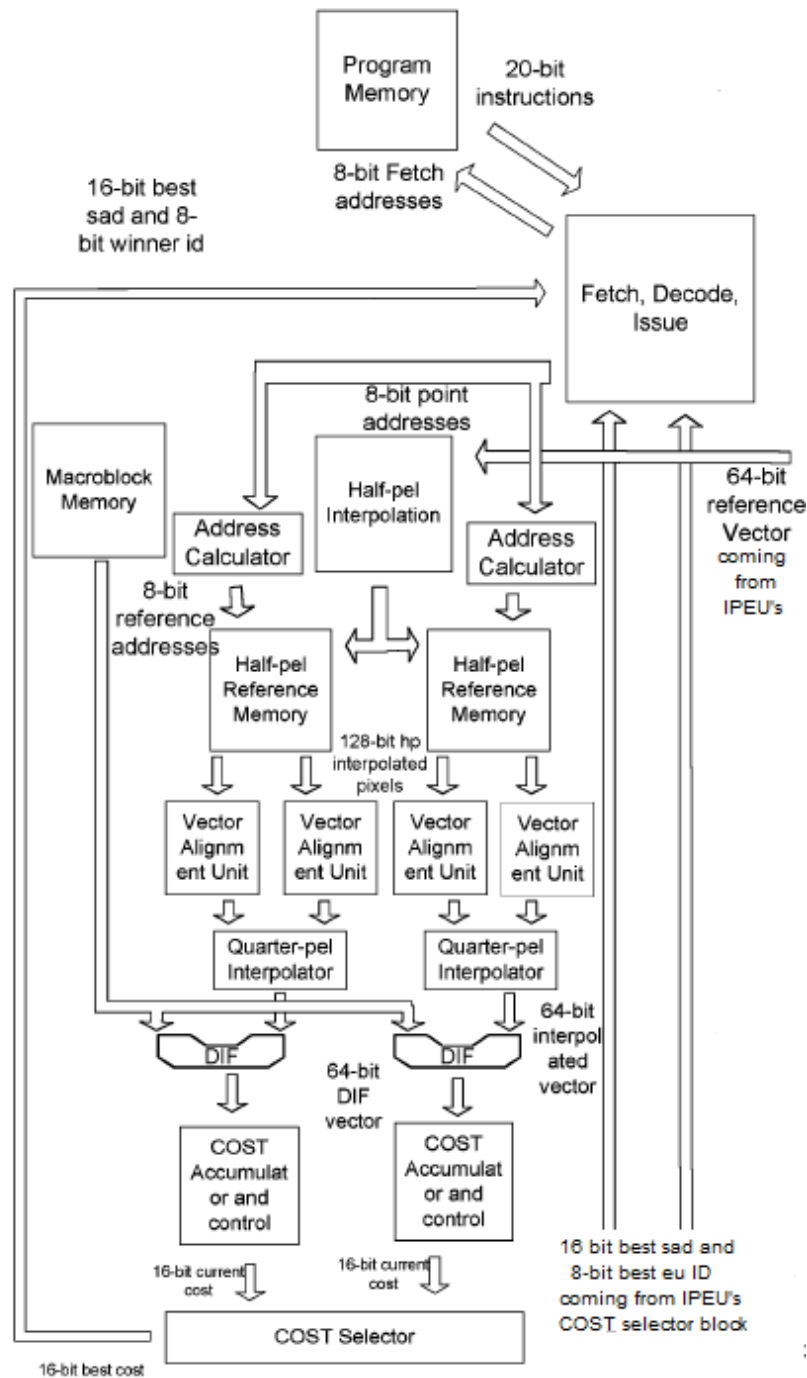 Program
Memory
20-bit
instructions
8-bit Fetch
addresses
16-bit best
sad and 8-
bit winner id
Fetch, Decode,
Issue
8-bit point
addresses
Macroblock
Memory
Half-pel
Interpolation
64-bit
reference
Vector
coming
from
IPEU's
Address
Calculator
Address
Calculator
8-bit
reference
addresses
Half-pel
Reference
Memory
Half-pel
Reference
Memory
128-bit hp
interpolated
pixels
Vector
Alignm
ent Unit
Vector
Alignm
ent Unit
Vector
Alignm
ent Unit
Vector
Alignm
ent Unit
Quarter-pel
Interpolator
Quarter-pel
Interpolator
64-bit
interpol
ated
vector
DIF
DIF
64-bit
DIF
vector
COST
Accumulat
or and
control
COST
Accumulat
or and
control
16-bit current
cost
16-bit current
cost
16 bit best sad and
8-bit best eu ID
coming from IPEU's
COST selector block
COST Selector
16-bit best cost